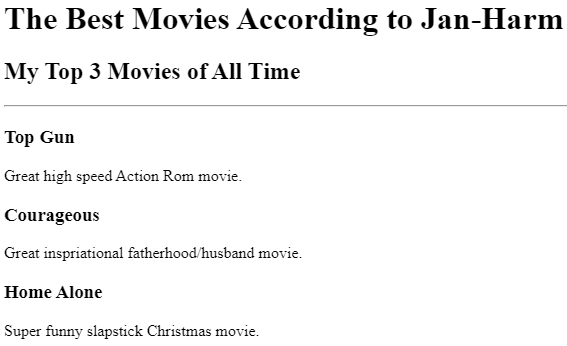 The Best Movies According to Jan-Harm
My Top 3 Movies of All Time
Top Gun
Great high speed Action Rom movie.
Courageous
Great inspriational fatherhood/husband movie.
Home Alone
Super funny slapstick Christmas movie.